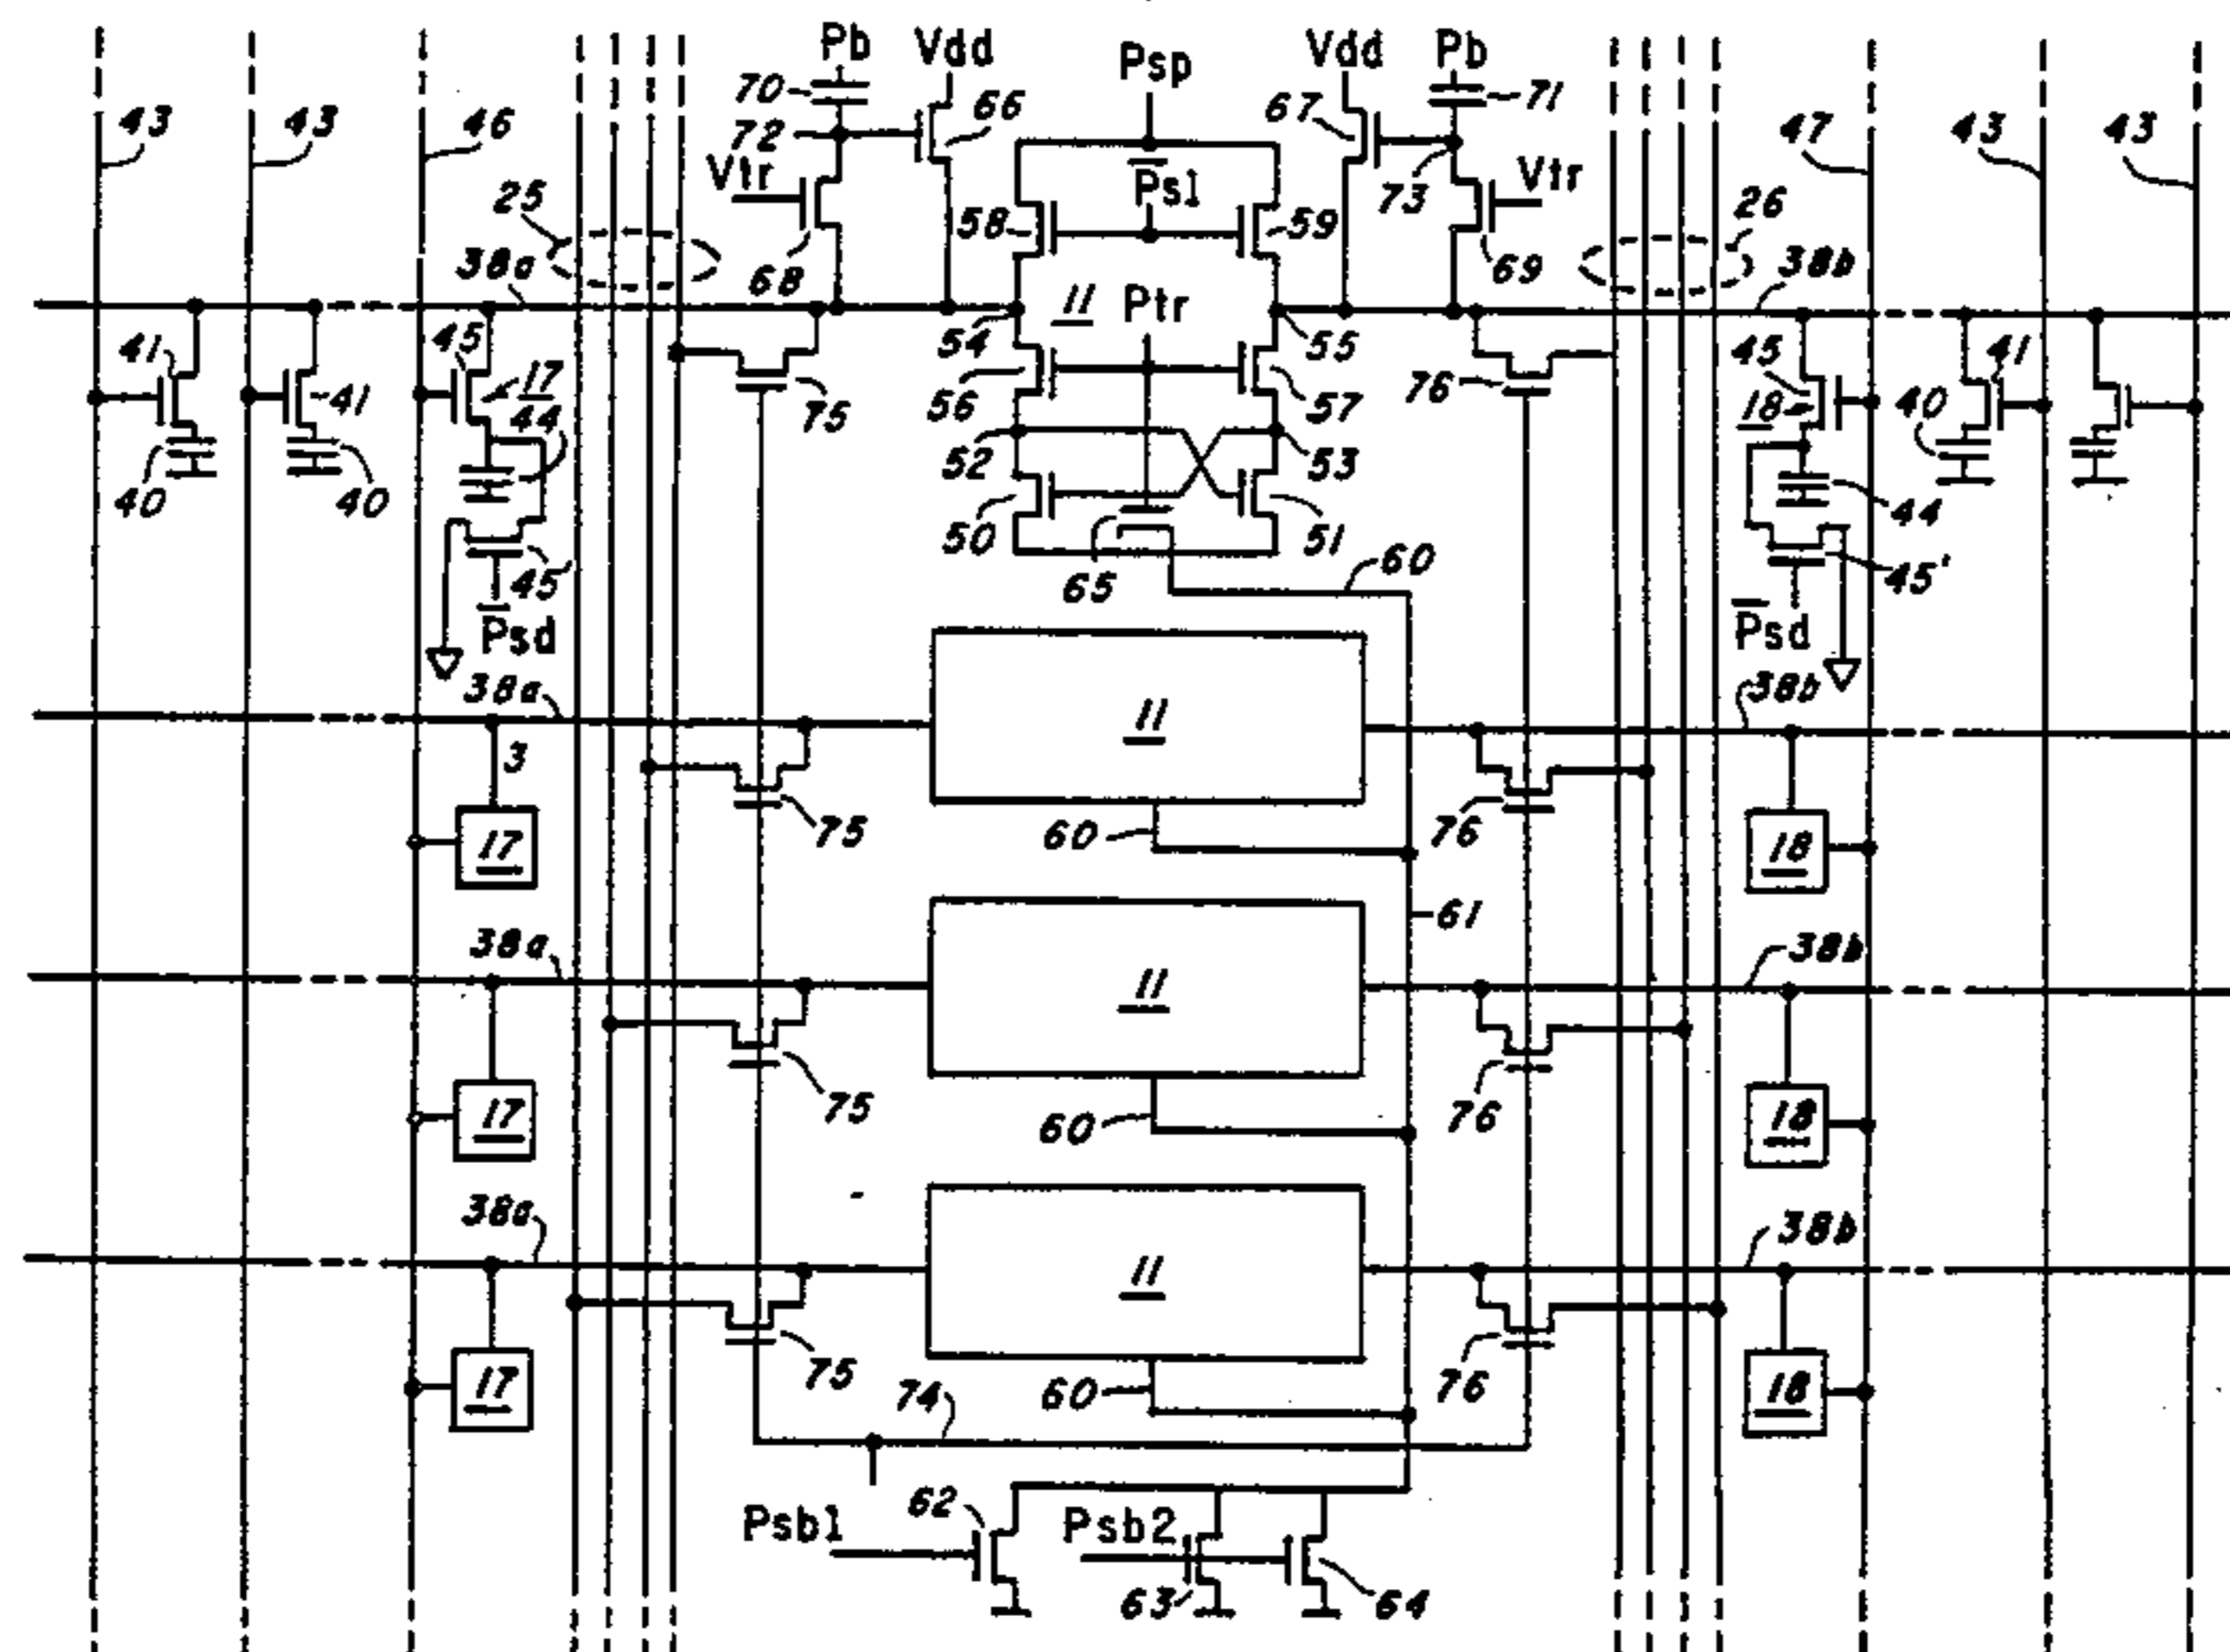 Pb Vdd Psp Vdd Pb
70 66 67 71
43 43 46 72 47 43 43
Vtr P̅s̅1̅ 73 Vtr
25 58 59 26
38a 68 69 38b
11 Ptr
41 45 17 54 55 45 41
41 44 75 56 57 76 18 40
52 53
40 40 50 51 44
45 65 60 45'
P̅sd P̅sd
38a 11 38b
3
17 75 60 76 18
61
38a 11 38b
17 75 60 76 18
38a 11 38b
17 75 60 76 18
74
Psb1 62 Psb2
63 64